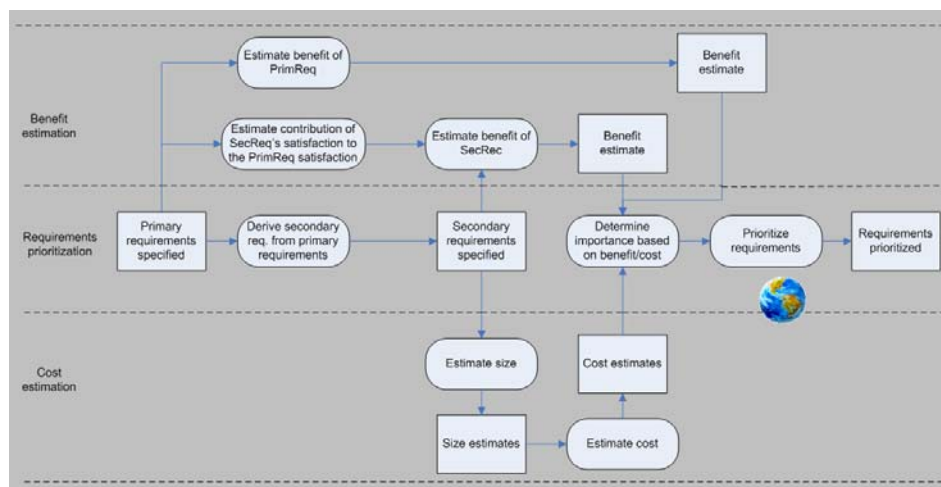 Estimate benefit of
PrimReq
Benefit
estimate
Benefit
estimation
Estimate contribution of
SecReq's satisfaction to
the PrimReq satisfaction
Estimate benefit of
SecRec
Benefit
estimate
Requirements
prioritization
Primary
requirements
specified
Derive secondary
req. from primary
requirements
Secondary
requirements
specified
Determine
importance based
on benefit/cost
Prioritize
requirements
Requirements
prioritized
Cost
estimation
Estimate size
Cost estimates
Size estimates
Estimate cost